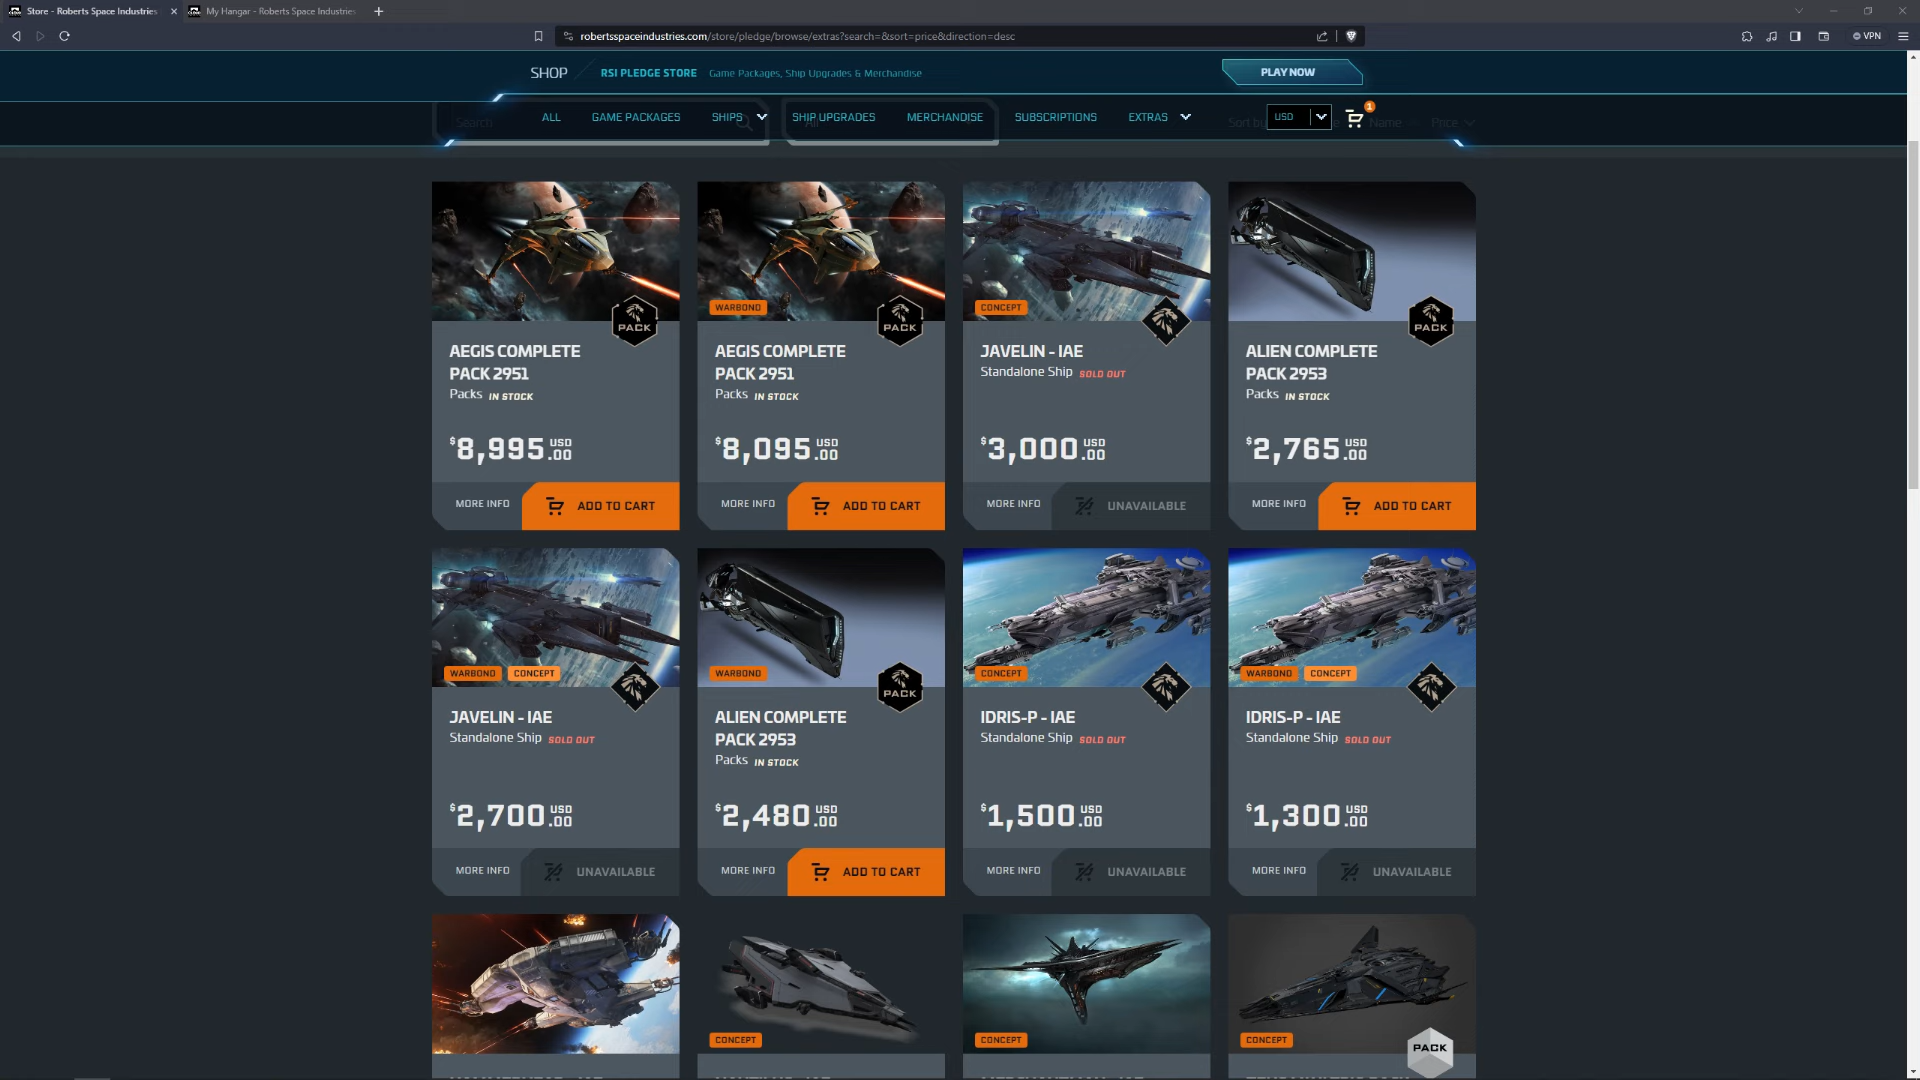 Store - Roberts Space Industries
My Hangar - Roberts Space Industries
robertsspaceindustries.com/store/pledge/browse/extras?search=&sort=price&direction=desc
VPN
SHOP
RSI PLEDGE STORE
Game Packages, Ship Upgrades & Merchandise
PLAY NOW
Search
ALL
GAME PACKAGES
SHIPS
All
SHIP UPGRADES
MERCHANDISE
SUBSCRIPTIONS
EXTRAS
Sort by
USD
1
Name
Price
PACK
AEGIS COMPLETE
PACK 2951
Packs IN STOCK
$8,995.00 USD
MORE INFO
ADD TO CART
WARBOND
PACK
AEGIS COMPLETE
PACK 2951
Packs IN STOCK
$8,095.00 USD
MORE INFO
ADD TO CART
CONCEPT
JAVELIN - IAE
Standalone Ship SOLD OUT
$3,000.00 USD
MORE INFO
UNAVAILABLE
PACK
ALIEN COMPLETE
PACK 2953
Packs IN STOCK
$2,765.00 USD
MORE INFO
ADD TO CART
WARBOND
CONCEPT
JAVELIN - IAE
Standalone Ship SOLD OUT
$2,700.00 USD
MORE INFO
UNAVAILABLE
WARBOND
PACK
ALIEN COMPLETE
PACK 2953
Packs IN STOCK
$2,480.00 USD
MORE INFO
ADD TO CART
CONCEPT
IDRIS-P - IAE
Standalone Ship SOLD OUT
$1,500.00 USD
MORE INFO
UNAVAILABLE
WARBOND
CONCEPT
IDRIS-P - IAE
Standalone Ship SOLD OUT
$1,300.00 USD
MORE INFO
UNAVAILABLE
CONCEPT
CONCEPT
CONCEPT
PACK